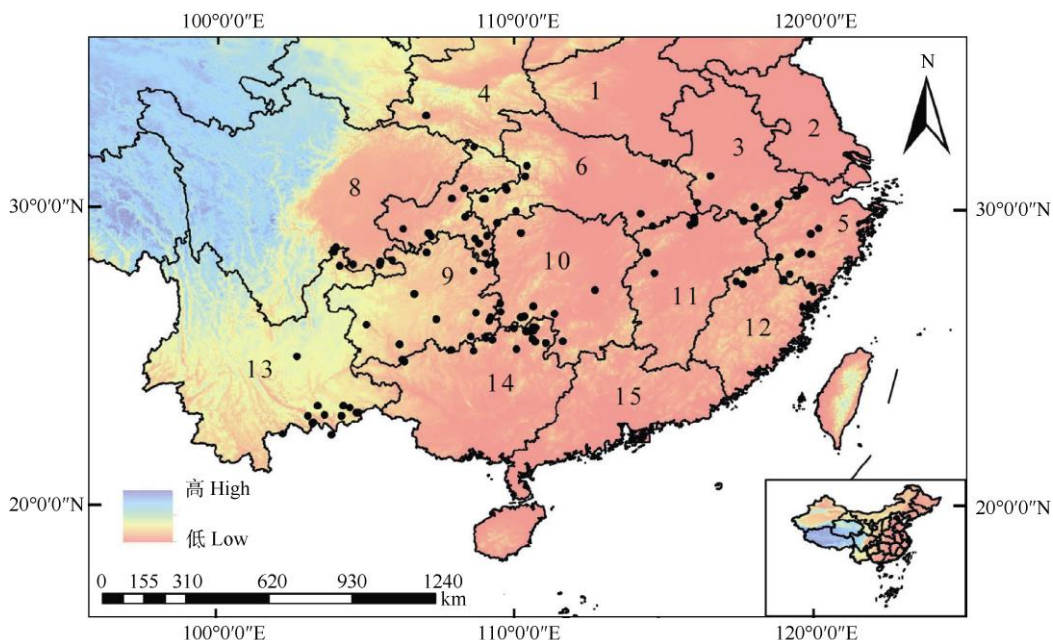 100°0′0″E 110°0′0″E 120°0′0″E
N
4 1
2
3
8 6
30°0′0″N 30°0′0″N
5
9 10
11
12
13
14 15
高 High
低 Low
20°0′0″N 20°0′0″N
0 155 310 620 930 1240
km
100°0′0″E 110°0′0″E 120°0′0″E